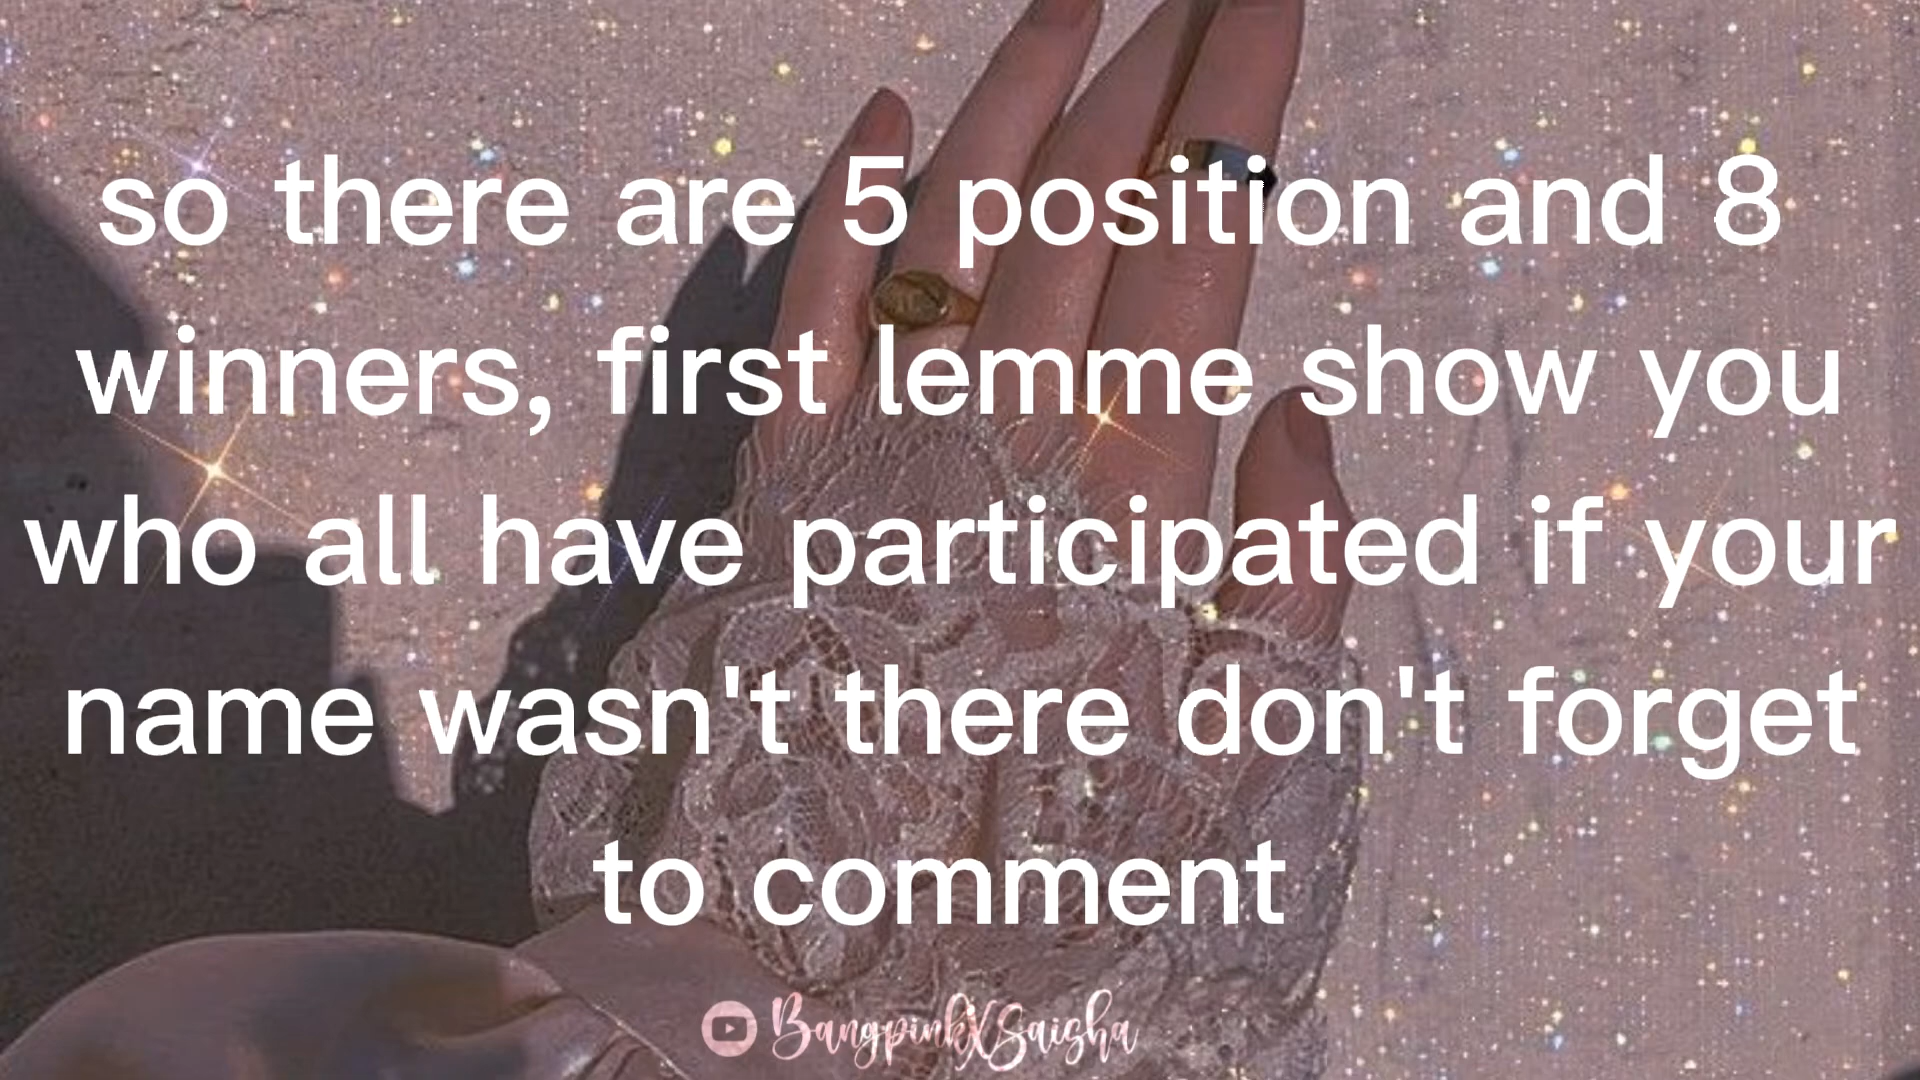 so there are 5 position and 8
winners, first lemme show you
who all have participated if your
name wasn't there don't forget
to comment
BangpinkXSaisha